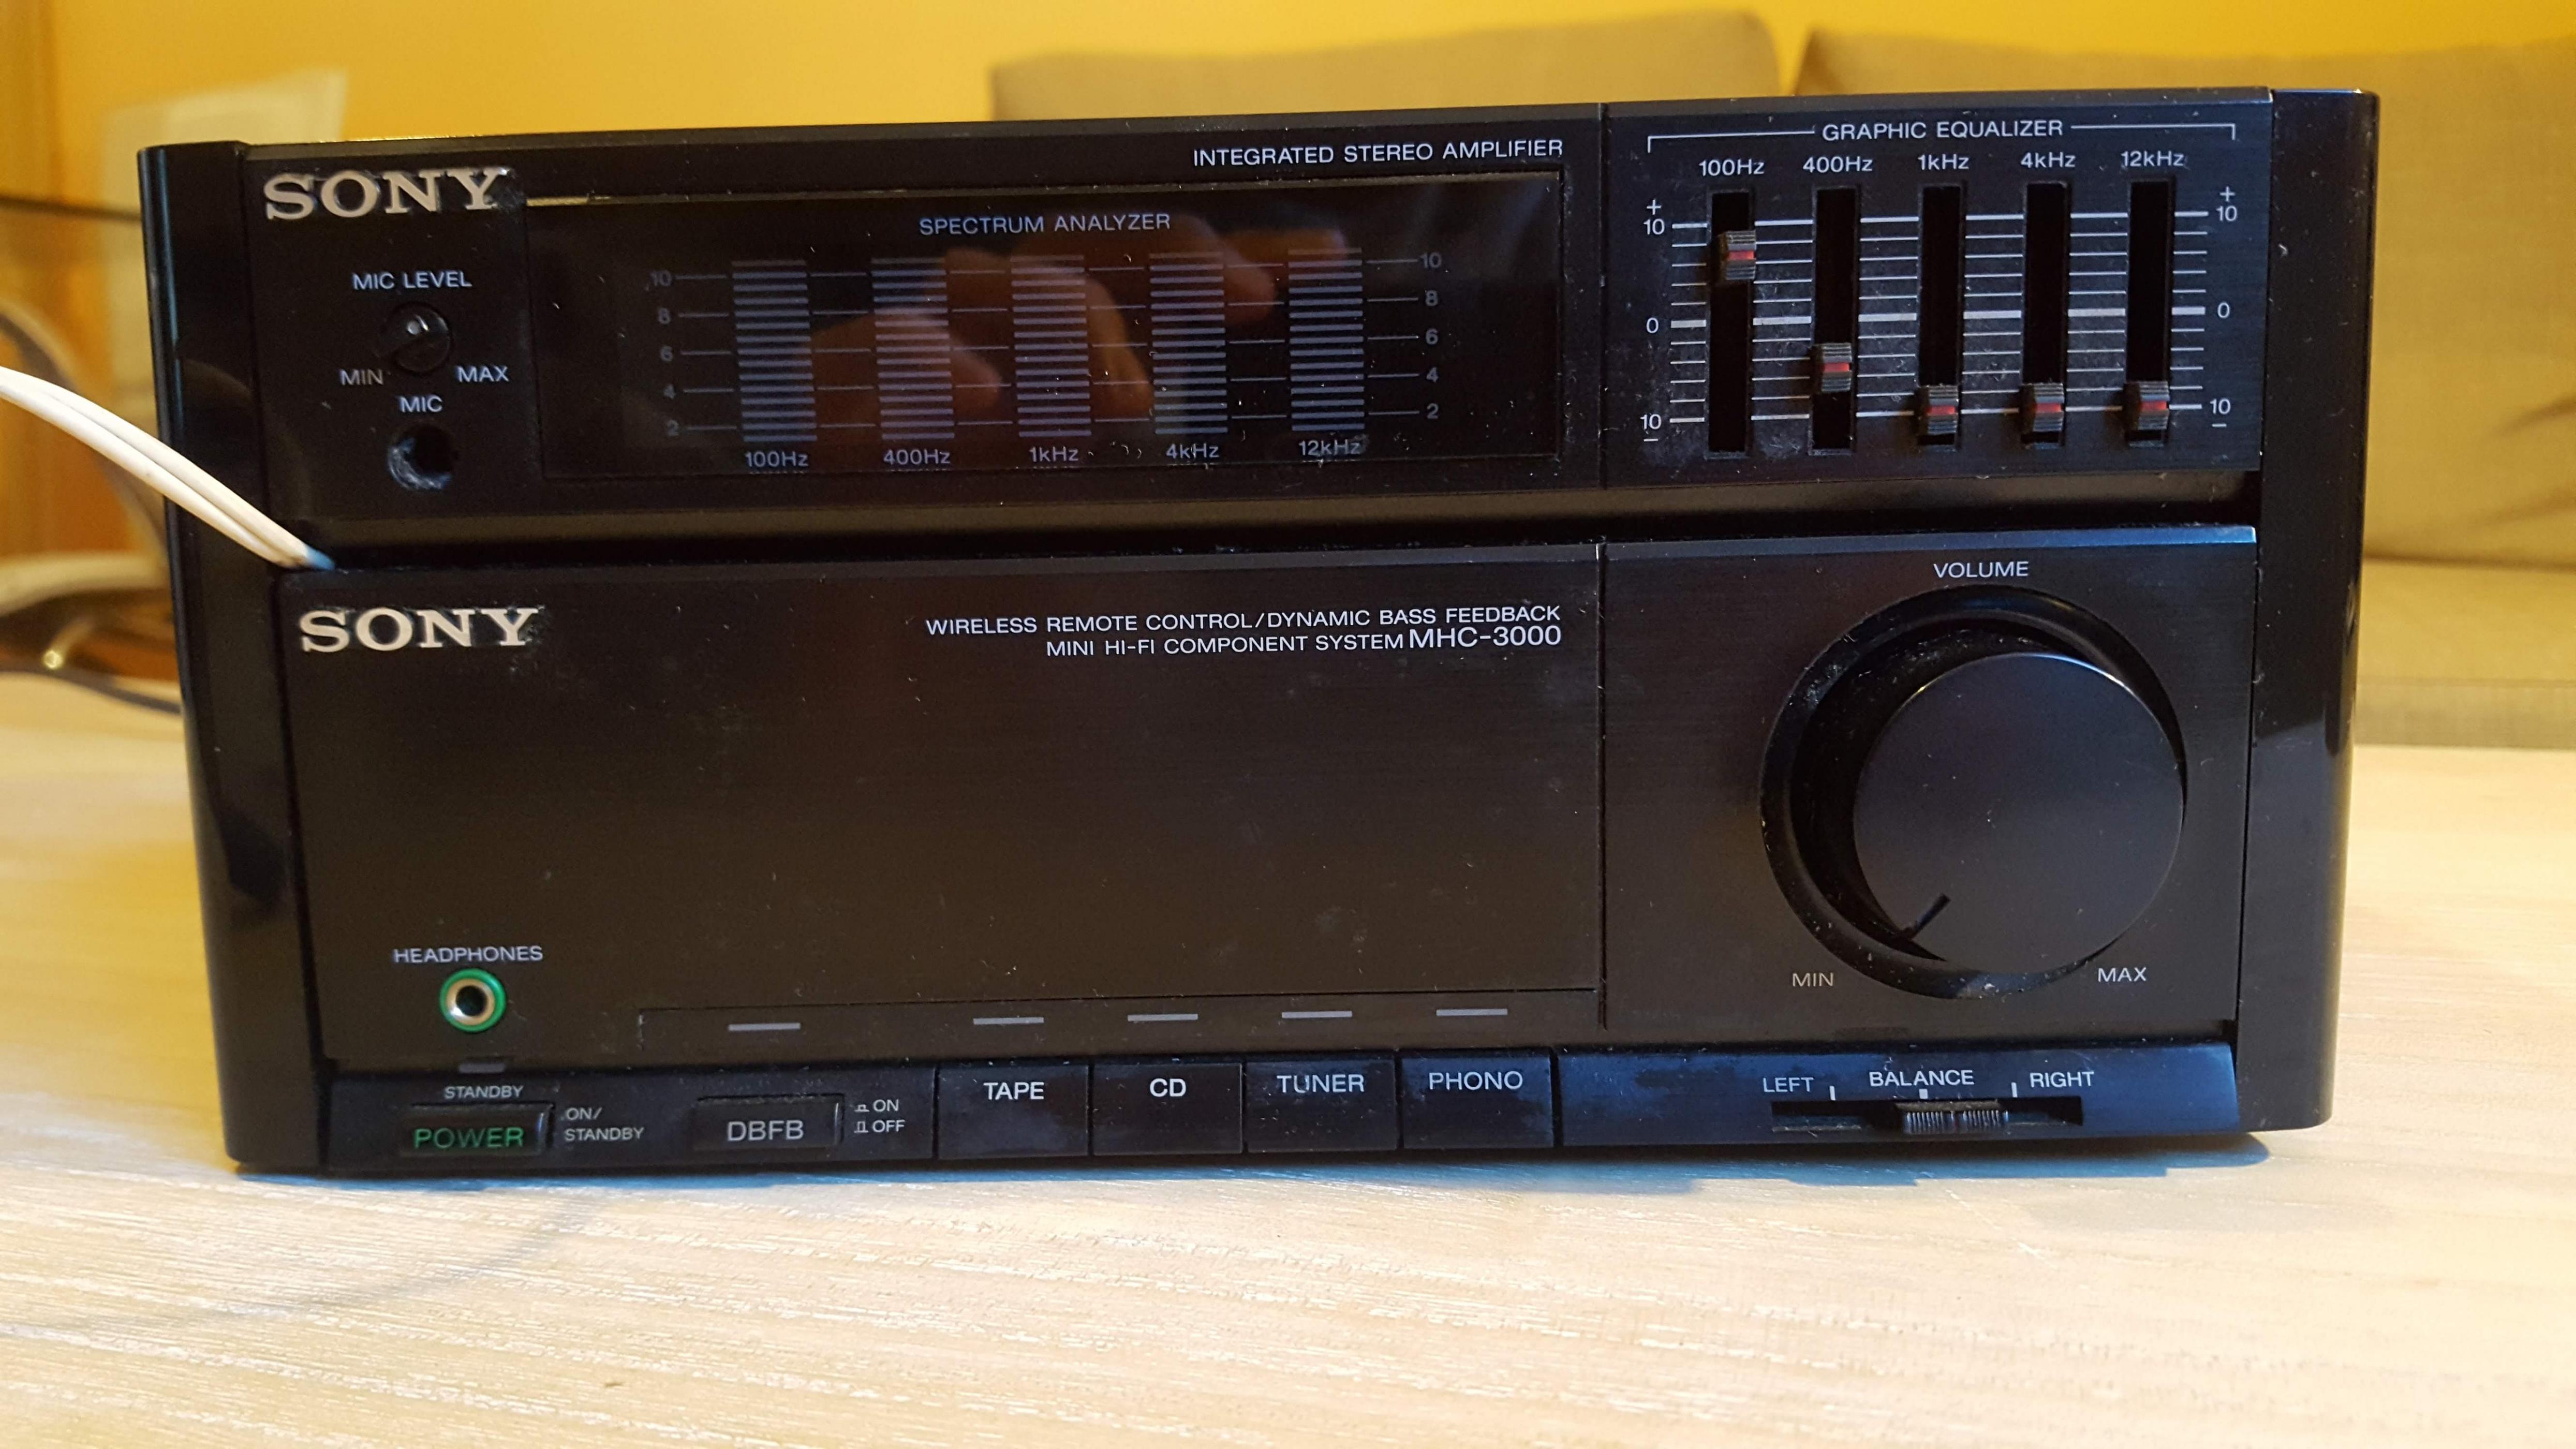 SONY
INTEGRATED STEREO AMPLIFIER
MIC LEVEL
MIN MAX
MIC
SPECTRUM ANALYZER
10 10
8 8
6 6
4 4
2 2
100Hz 400Hz 1kHz 4kHz 12kHz
GRAPHIC EQUALIZER
100Hz 400Hz 1kHz 4kHz 12kHz
+ +
10 10
0 0
10 10
− −
SONY
WIRELESS REMOTE CONTROL/DYNAMIC BASS FEEDBACK
MINI HI-FI COMPONENT SYSTEM MHC-3000
VOLUME
MIN MAX
HEADPHONES
STANDBY
POWER
ON/
STANDBY
DBFB
ON
OFF
TAPE CD TUNER PHONO
LEFT BALANCE RIGHT